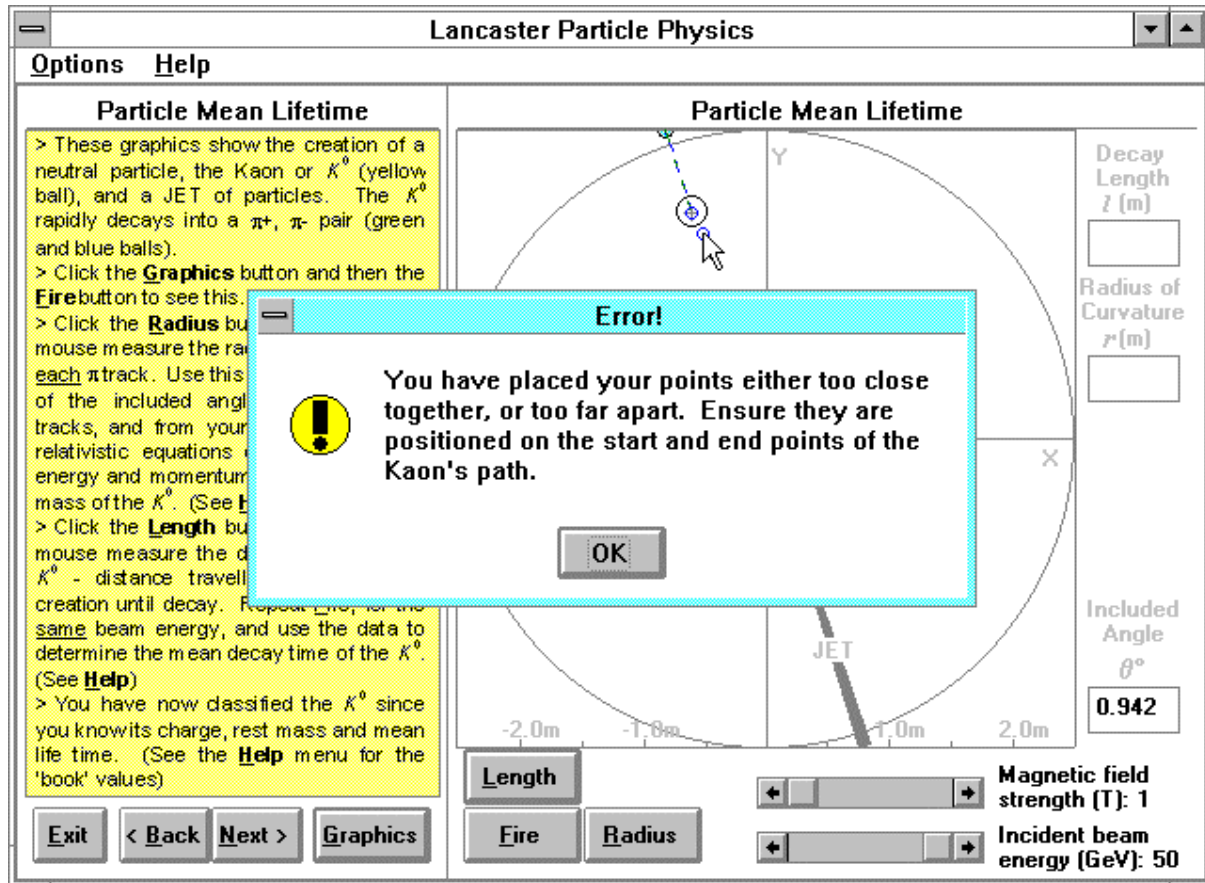 Lancaster Particle Physics
Options Help
Particle Mean Lifetime
> These graphics show the creation of a
neutral particle, the Kaon or K⁰ (yellow
ball), and a JET of particles. The K⁰
rapidly decays into a π+, π- pair (green
and blue balls).
> Click the Graphics button and then the
Fire button to see this.
> Click the Radius bu
mouse measure the ra
each π track. Use this
of the included angl
tracks, and from your
relativistic equations
energy and momentum
mass of the K⁰. (See H
> Click the Length bu
mouse measure the d
K⁰ - distance travell
creation until decay. Repeat Fire, for the
same beam energy, and use the data to
determine the mean decay time of the K⁰.
(See Help)
> You have now classified the K⁰ since
you know its charge, rest mass and mean
life time. (See the Help menu for the
'book' values)
Exit < Back Next > Graphics
Particle Mean Lifetime
Y
X
JET
-2.0m -1.0m 1.0m 2.0m
Decay
Length
l (m)
Radius of
Curvature
r (m)
Included
Angle
θ°
0.942
Error!
You have placed your points either too close
together, or too far apart. Ensure they are
positioned on the start and end points of the
Kaon's path.
OK
Length
Fire Radius
Magnetic field
strength (T): 1
Incident beam
energy (GeV): 50